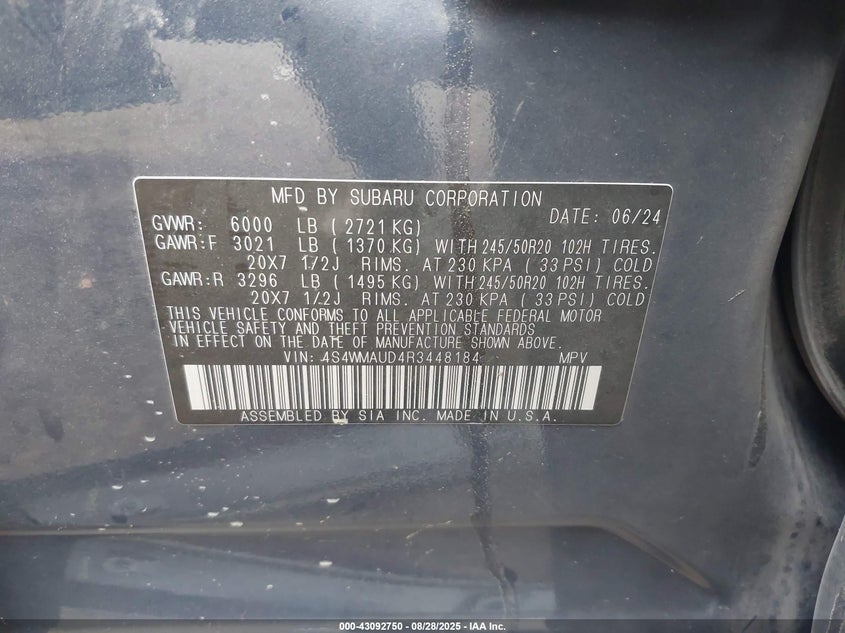 MFD BY SUBARU CORPORATION
DATE: 06/24
GVWR: 6000 LB ( 2721 KG)
GAWR:F 3021 LB ( 1370 KG) WITH 245/50R20 102H TIRES.
20X7 1/2J RIMS. AT 230 KPA ( 33 PSI) COLD
GAWR:R 3296 LB ( 1495 KG) WITH 245/50R20 102H TIRES.
20X7 1/2J RIMS. AT 230 KPA ( 33 PSI) COLD
THIS VEHICLE CONFORMS TO ALL APPLICABLE FEDERAL MOTOR
VEHICLE SAFETY AND THEFT PREVENTION STANDARDS
IN EFFECT ON THE DATE OF MANUFACTURE SHOWN ABOVE.
VIN: 4S4WMAUD4R3448184 MPV
ASSEMBLED BY SIA INC. MADE IN U.S.A.
000-43092750 - 08/28/2025 - IAA Inc.